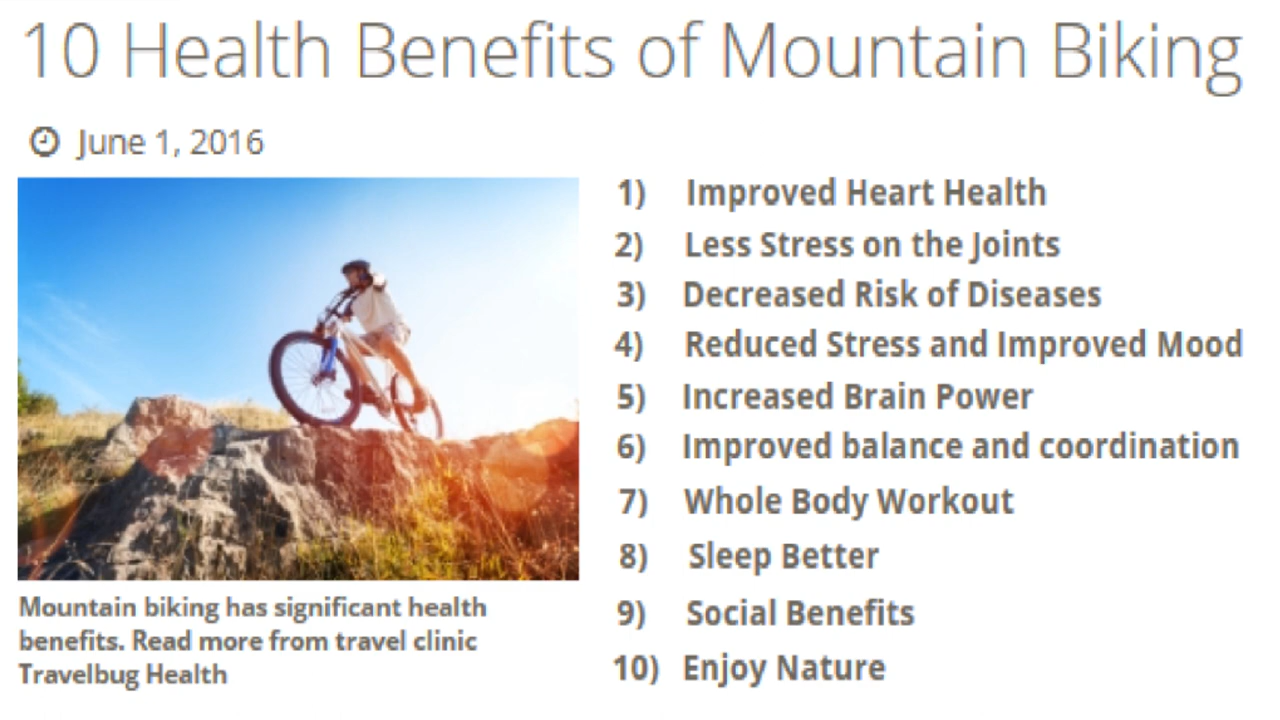 10 Health Benefits of Mountain Biking
June 1, 2016
1) Improved Heart Health
2) Less Stress on the Joints
3) Decreased Risk of Diseases
4) Reduced Stress and Improved Mood
5) Increased Brain Power
6) Improved balance and coordination
7) Whole Body Workout
8) Sleep Better
9) Social Benefits
10) Enjoy Nature
Mountain biking has significant health
benefits. Read more from travel clinic
Travelbug Health